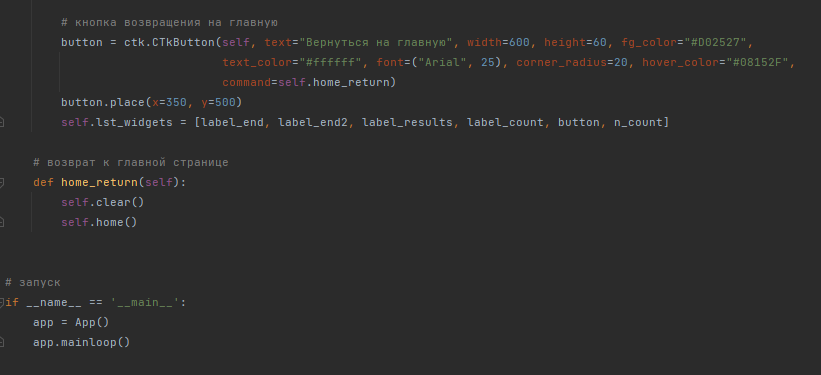 # кнопка возвращения на главную
button = ctk.CTkButton(self, text="Вернуться на главную", width=600, height=60, fg_color="#D02527",
text_color="#ffffff", font=("Arial", 25), corner_radius=20, hover_color="#08152F",
command=self.home_return)
button.place(x=350, y=500)
self.lst_widgets = [label_end, label_end2, label_results, label_count, button, n_count]
# возврат к главной странице
def home_return(self):
self.clear()
self.home()
# запуск
if __name__ == '__main__':
app = App()
app.mainloop()